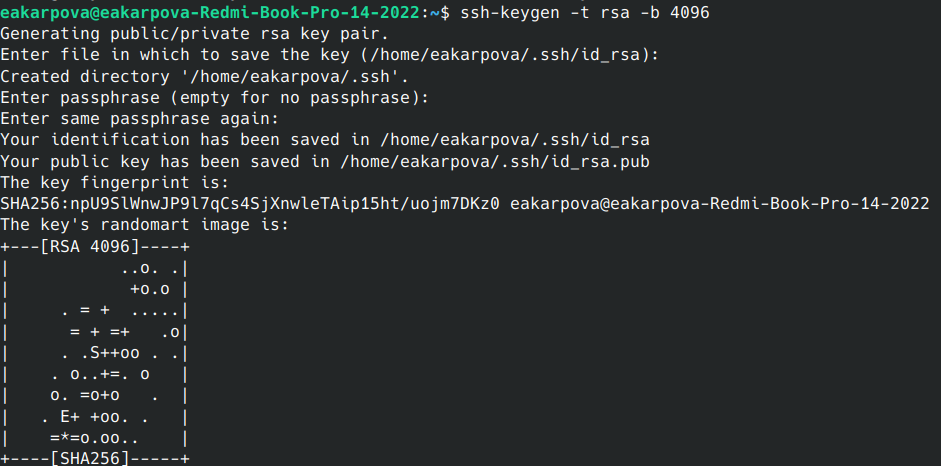 eakarpova@eakarpova-Redmi-Book-Pro-14-2022:~$ ssh-keygen -t rsa -b 4096
Generating public/private rsa key pair.
Enter file in which to save the key (/home/eakarpova/.ssh/id_rsa):
Created directory '/home/eakarpova/.ssh'.
Enter passphrase (empty for no passphrase):
Enter same passphrase again:
Your identification has been saved in /home/eakarpova/.ssh/id_rsa
Your public key has been saved in /home/eakarpova/.ssh/id_rsa.pub
The key fingerprint is:
SHA256:npU9SlWnwJP9l7qCs4SjXnwleTAip15ht/uojm7DKz0 eakarpova@eakarpova-Redmi-Book-Pro-14-2022
The key's randomart image is:
+---[RSA 4096]----+
|           ..o. .|
|            +o.o |
|     . = +  .....|
|      = + =+   .o|
|     . .S++oo . .|
|    . o..+=. o   |
|    o. =o+o   .  |
|   . E+ +oo. .   |
|    =*=o.oo..    |
+----[SHA256]-----+